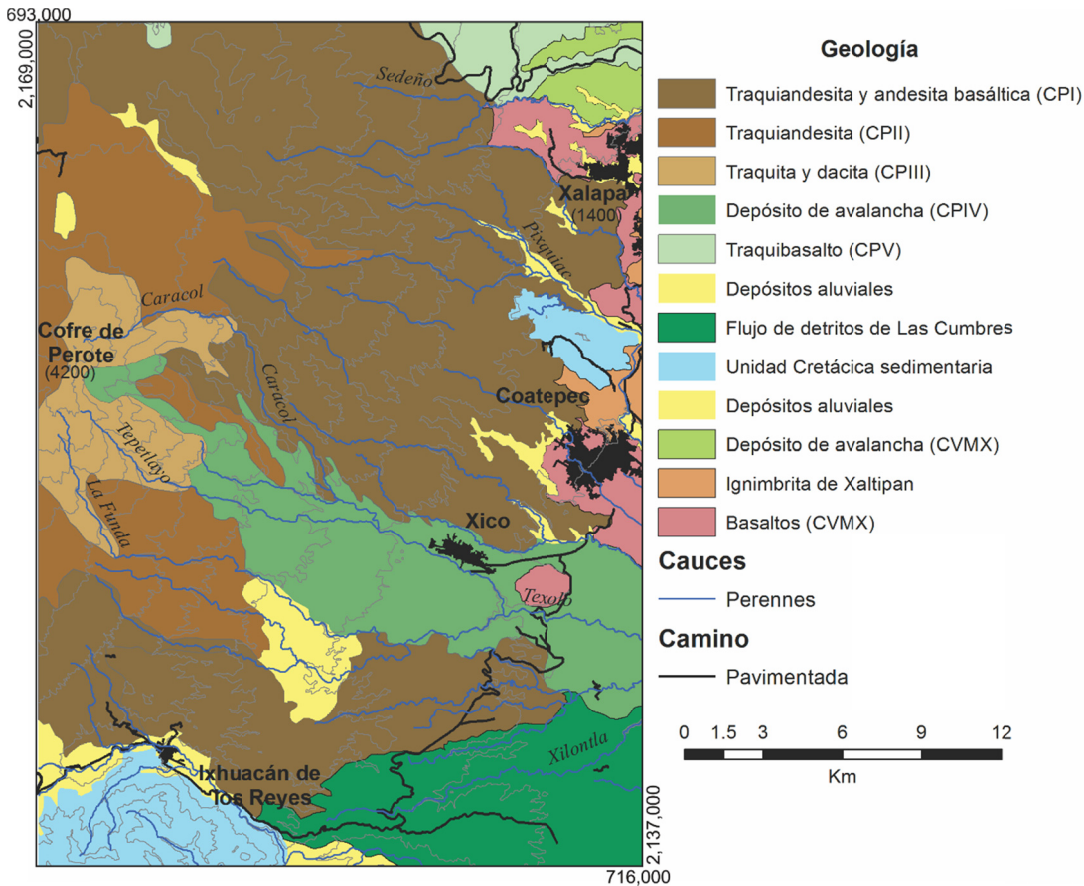 693,000
2,169,000
Sedeño
Xalapa
(1400)
Pixquiac
Caracol
Cofre de
Perote
(4200)
Caracol
Coatepec
Tepetlayo
La Funda
Xico
Texolo
Xilontla
Ixhuacán de
los Reyes
2,137,000
716,000
Geología
Traquiandesita y andesita basáltica (CPI)
Traquiandesita (CPII)
Traquita y dacita (CPIII)
Depósito de avalancha (CPIV)
Traquibasalto (CPV)
Depósitos aluviales
Flujo de detritos de Las Cumbres
Unidad Cretácica sedimentaria
Depósitos aluviales
Depósito de avalancha (CVMX)
Ignimbrita de Xaltipan
Basaltos (CVMX)
Cauces
Perennes
Camino
Pavimentada
0 1.5 3 6 9 12
Km